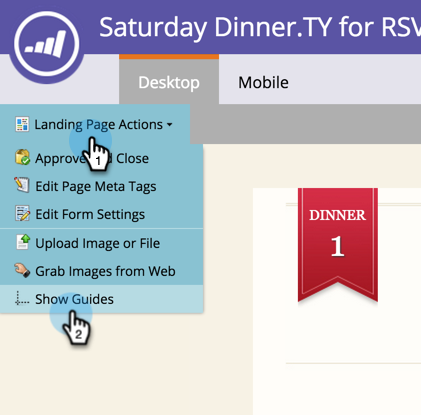 Saturday Dinner.TY for RSV
Desktop Mobile
Landing Page Actions
1
Approve Close
Edit Page Meta Tags
Edit Form Settings
Upload Image or File
Grab Images from Web
Show Guides
2
DINNER
1